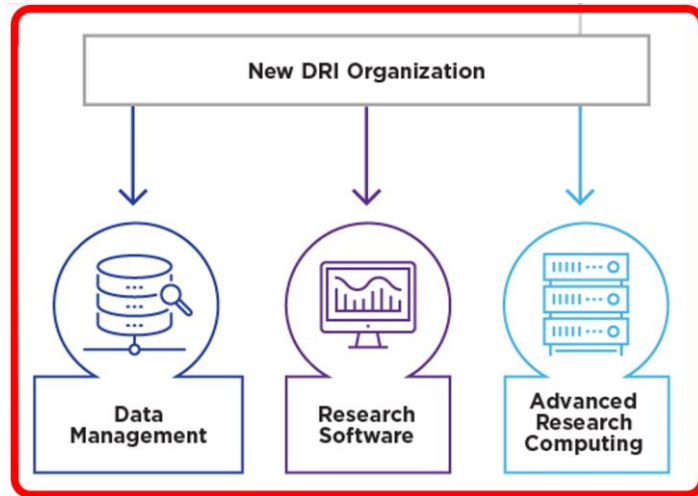 New DRI Organization
Data
Management
Research
Software
Advanced
Research
Computing